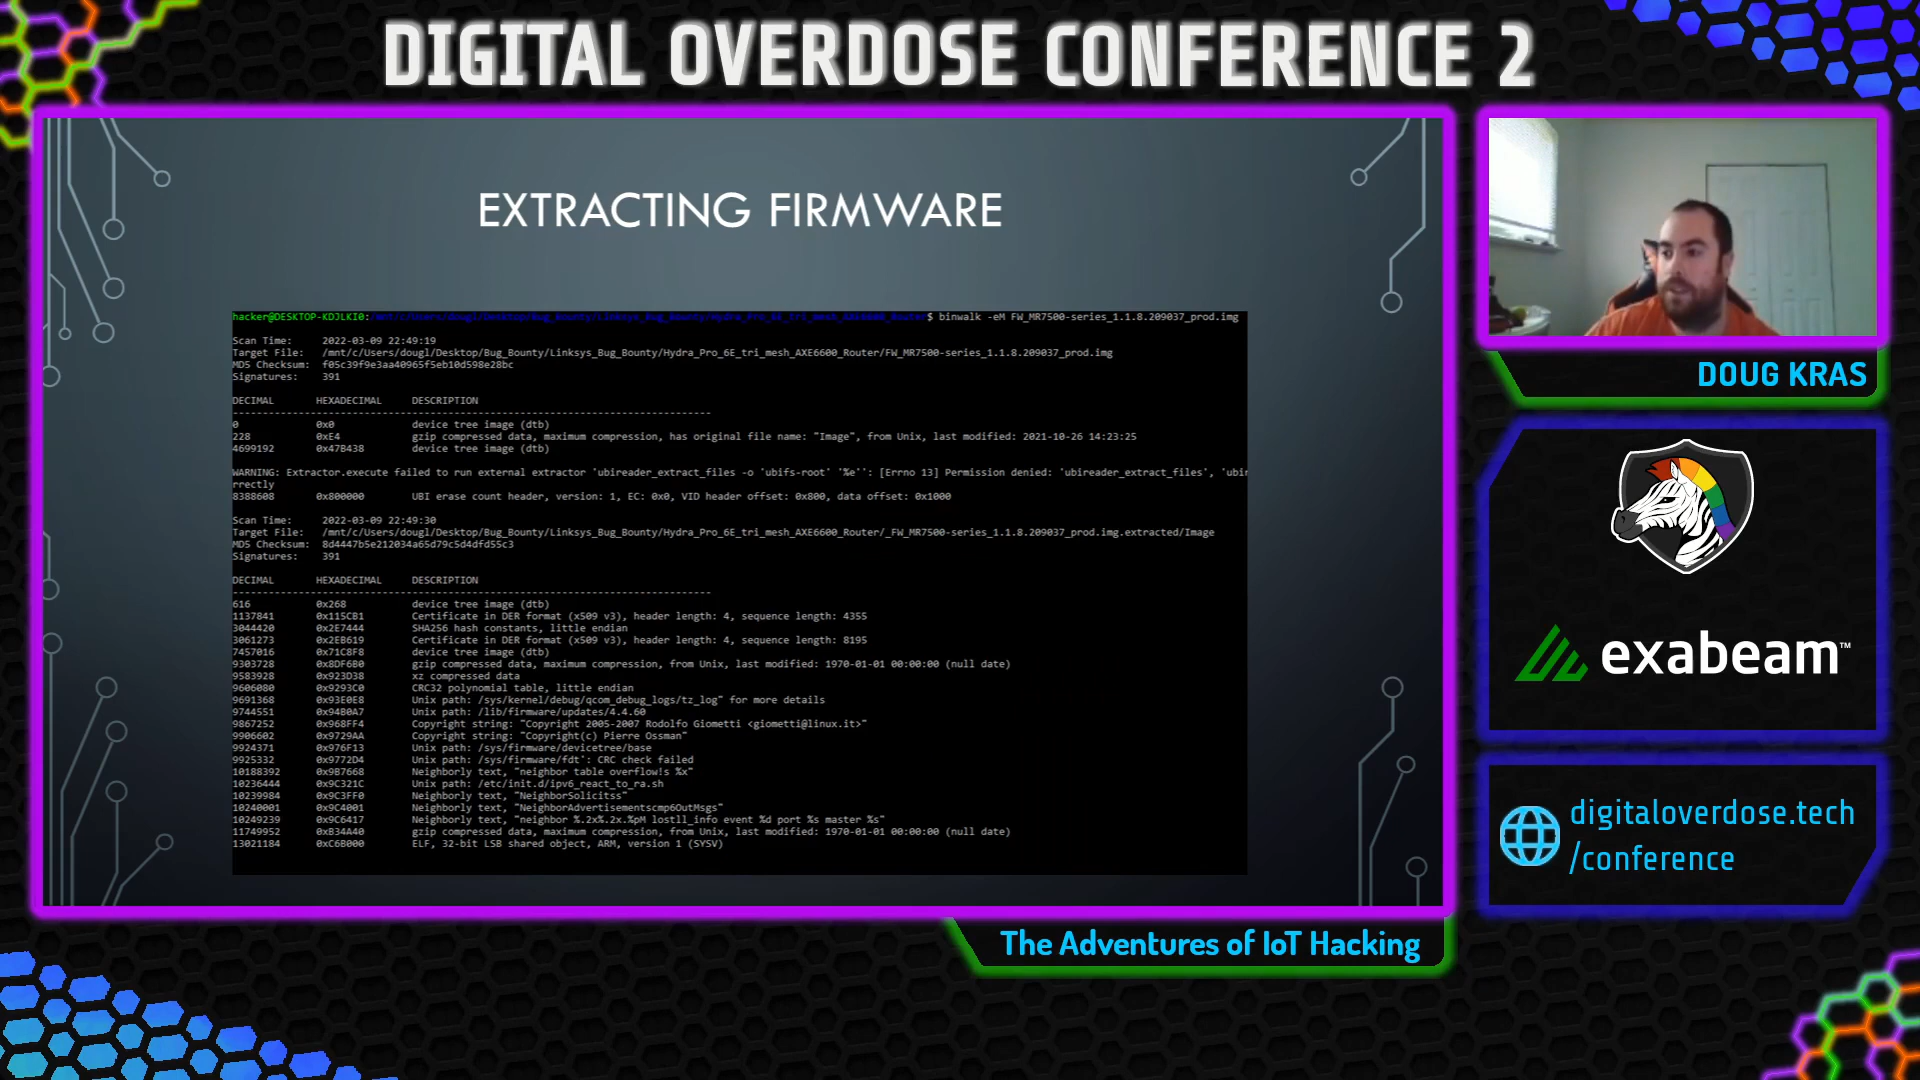 DIGITAL OVERDOSE CONFERENCE 2
EXTRACTING FIRMWARE
hacker@DESKTOP-KDJLKI0:/mnt/c/Users/dougl/Desktop/Bug_Bounty/Linksys_Bug_Bounty/Hydra_Pro_6E_tri_mesh_AXE6600_Router$ binwalk -eM FW_MR7500-series_1.1.8.209037_prod.img
Scan Time: 2022-03-09 22:49:19
Target File: /mnt/c/Users/dougl/Desktop/Bug_Bounty/Linksys_Bug_Bounty/Hydra_Pro_6E_tri_mesh_AXE6600_Router/FW_MR7500-series_1.1.8.209037_prod.img
MD5 Checksum: f05c39f9e3aa40965f5eb10d598e28bc
Signatures: 391
DECIMAL HEXADECIMAL DESCRIPTION
--------------------------------------------------------------------------------
0 0x0 device tree image (dtb)
228 0xE4 gzip compressed data, maximum compression, has original file name: "Image", from Unix, last modified: 2021-10-26 14:23:25
4699192 0x47B438 device tree image (dtb)
WARNING: Extractor.execute failed to run external extractor 'ubireader_extract_files -o 'ubifs-root' '%e'': [Errno 13] Permission denied: 'ubireader_extract_files', 'ubir
rrectly
8388608 0x800000 UBI erase count header, version: 1, EC: 0x0, VID header offset: 0x800, data offset: 0x1000
Scan Time: 2022-03-09 22:49:30
Target File: /mnt/c/Users/dougl/Desktop/Bug_Bounty/Linksys_Bug_Bounty/Hydra_Pro_6E_tri_mesh_AXE6600_Router/_FW_MR7500-series_1.1.8.209037_prod.img.extracted/Image
MD5 Checksum: 8d4447b5e212034a65d79c5d4dfd55c3
Signatures: 391
DECIMAL HEXADECIMAL DESCRIPTION
--------------------------------------------------------------------------------
616 0x268 device tree image (dtb)
1137841 0x115CB1 Certificate in DER format (x509 v3), header length: 4, sequence length: 4355
3044420 0x2E7444 SHA256 hash constants, little endian
3061273 0x2EB619 Certificate in DER format (x509 v3), header length: 4, sequence length: 8195
7457016 0x71C8F8 device tree image (dtb)
9303728 0x8DF6B0 gzip compressed data, maximum compression, from Unix, last modified: 1970-01-01 00:00:00 (null date)
9583928 0x923D38 xz compressed data
9606080 0x9293C0 CRC32 polynomial table, little endian
9691368 0x93E0E8 Unix path: /sys/kernel/debug/qcom_debug_logs/tz_log" for more details
9744551 0x94B0A7 Unix path: /lib/firmware/updates/4.4.60
9867252 0x968FF4 Copyright string: "Copyright 2005-2007 Rodolfo Giometti <giometti@linux.it>"
9906602 0x9729AA Copyright string: "Copyright(c) Pierre Ossman"
9924371 0x976F13 Unix path: /sys/firmware/devicetree/base
9925332 0x9772D4 Unix path: /sys/firmware/fdt': CRC check failed
10188392 0x9B7668 Neighborly text, "neighbor table overflow!s %x"
10236444 0x9C321C Unix path: /etc/init.d/ipv6_react_to_ra.sh
10239984 0x9C3FF0 Neighborly text, "NeighborSolicitss"
10240001 0x9C4001 Neighborly text, "NeighborAdvertisementscmp6OutMsgs"
10249239 0x9C6417 Neighborly text, "neighbor %.2x%.2x.%pM lostll_info event %d port %s master %s"
11749952 0xB34A40 gzip compressed data, maximum compression, from Unix, last modified: 1970-01-01 00:00:00 (null date)
13021184 0xC6B000 ELF, 32-bit LSB shared object, ARM, version 1 (SYSV)
DOUG KRAS
exabeam™
digitaloverdose.tech
/conference
The Adventures of IoT Hacking